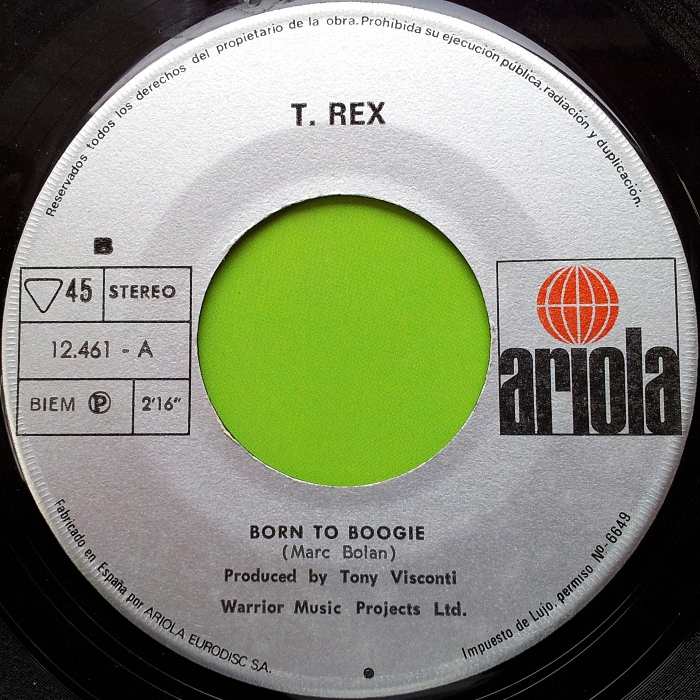 Reservados todos los derechos del propietario de la obra. Prohibida su ejecución pública, radiación y duplicación.
T. REX
B
45 STEREO
12.461 - A
BIEM Ⓟ 2'16"
ariola
BORN TO BOOGIE
(Marc Bolan)
Produced by Tony Visconti
Warrior Music Projects Ltd.
Fabricado en España por ARIOLA EURODISC S.A.
Impuesto de Lujo, permiso Nº 6649